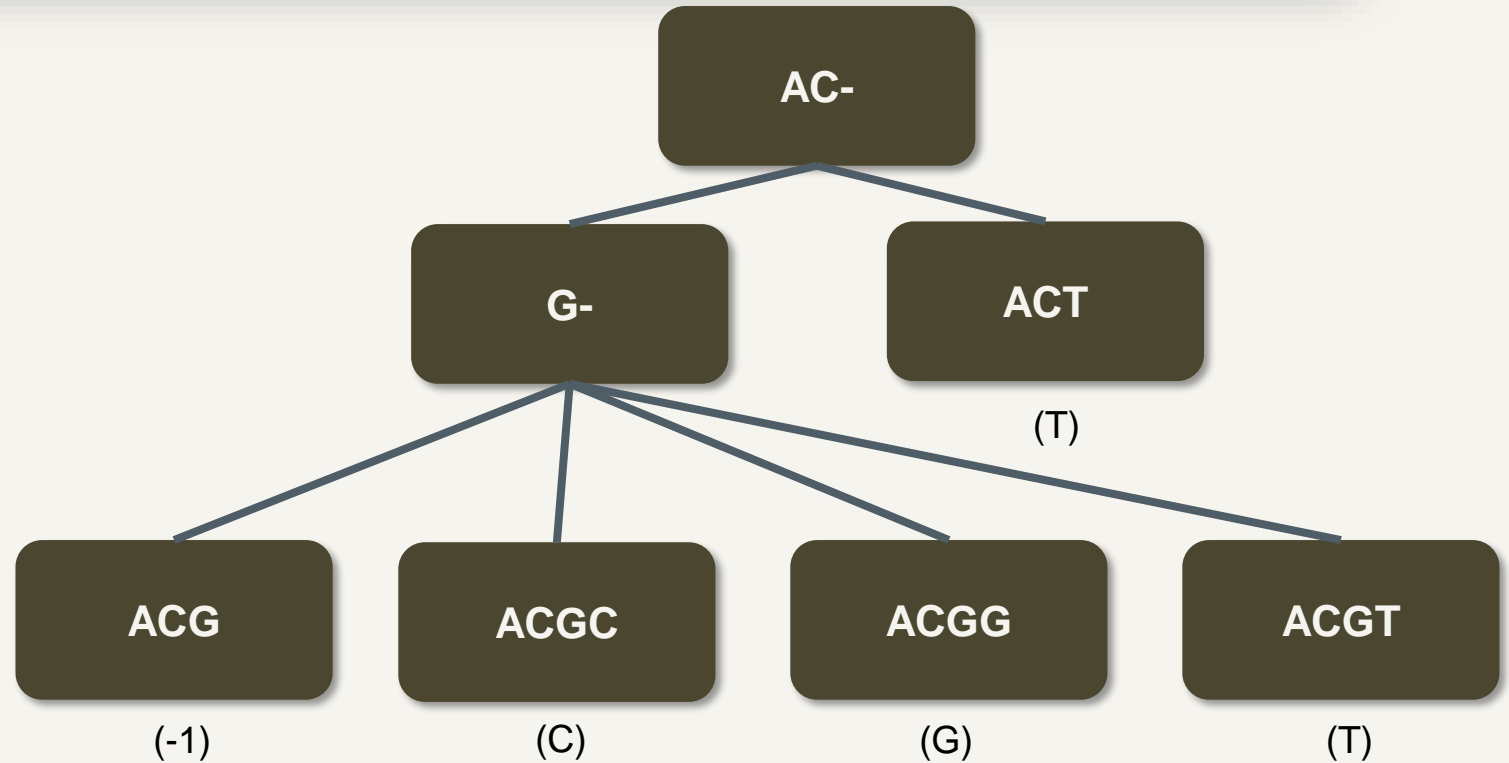 AC-
G-
ACT
(T)
ACG
ACGC
ACGG
ACGT
(-1)
(C)
(G)
(T)